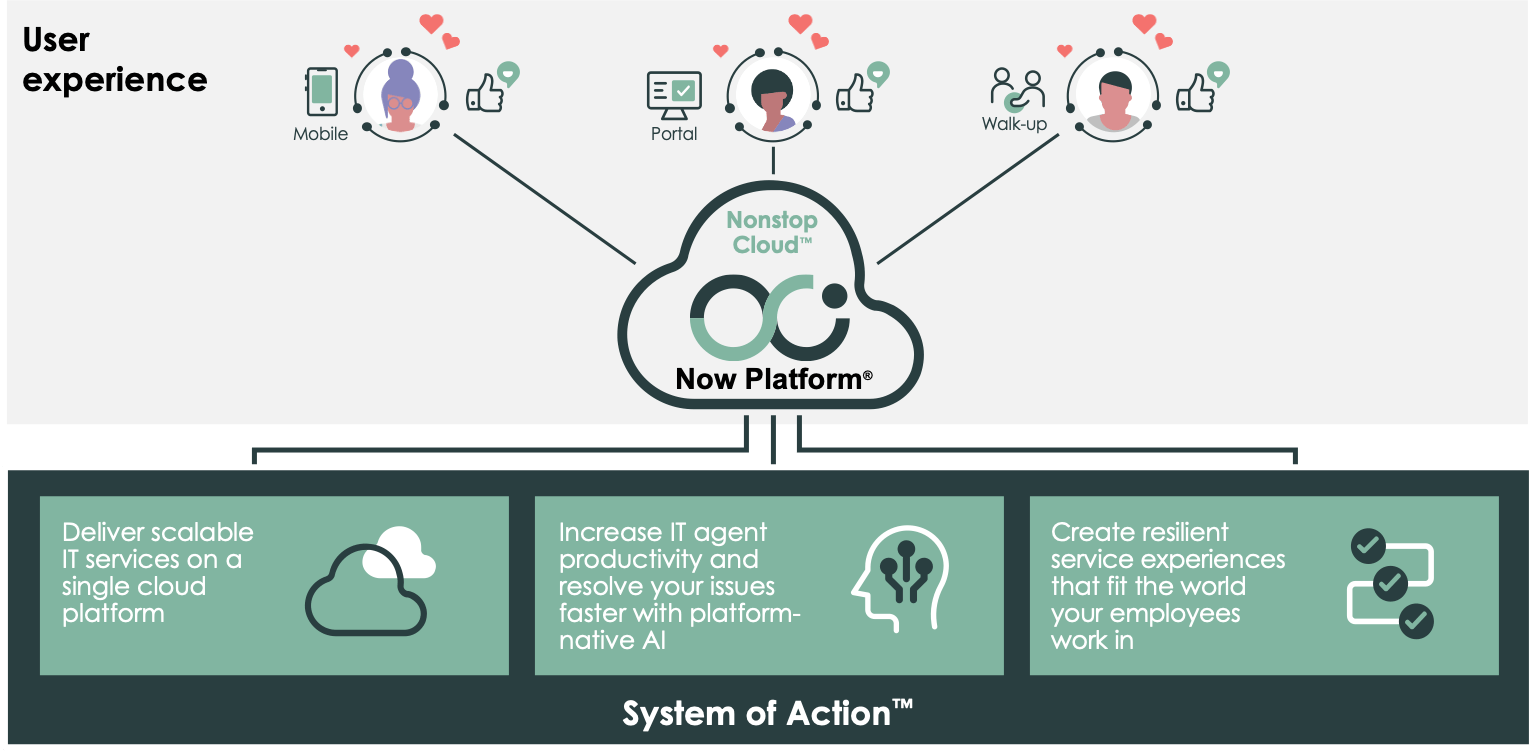 User
experience
Mobile
Portal
Walk-up
Nonstop
Cloud™
Now Platform®
Deliver scalable
IT services on a
single cloud
platform
Increase IT agent
productivity and
resolve your issues
faster with platform-
native AI
Create resilient
service experiences
that fit the world
your employees
work in
System of Action™